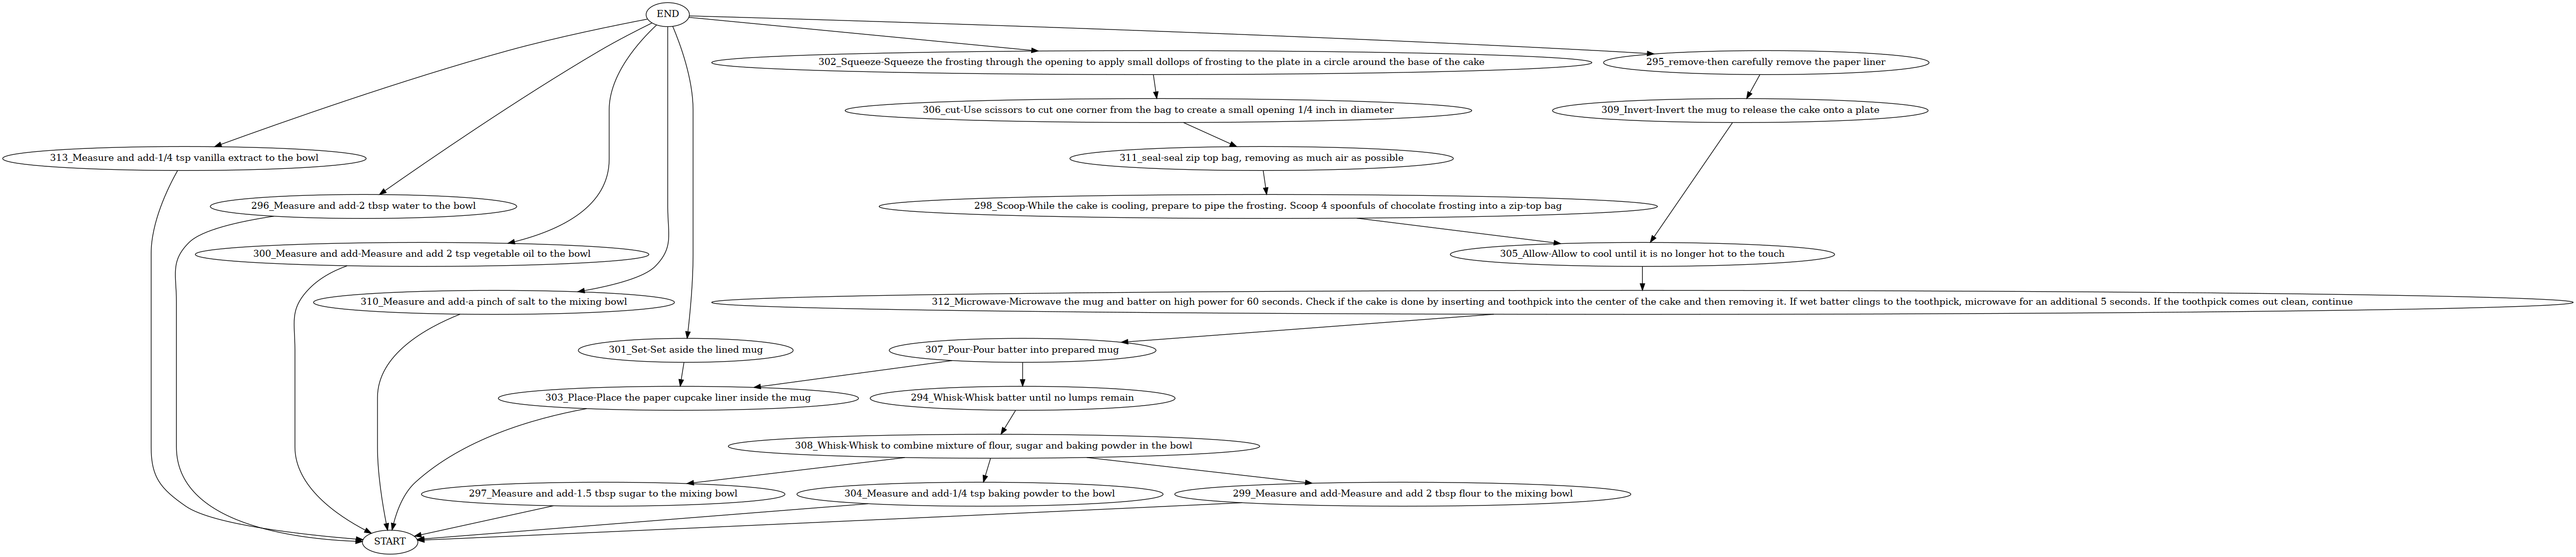 END
302_Squeeze-Squeeze the frosting through the opening to apply small dollops of frosting to the plate in a circle around the base of the cake
295_remove-then carefully remove the paper liner
306_cut-Use scissors to cut one corner from the bag to create a small opening 1/4 inch in diameter
309_Invert-Invert the mug to release the cake onto a plate
313_Measure and add-1/4 tsp vanilla extract to the bowl
311_seal-seal zip top bag, removing as much air as possible
296_Measure and add-2 tbsp water to the bowl
298_Scoop-While the cake is cooling, prepare to pipe the frosting. Scoop 4 spoonfuls of chocolate frosting into a zip-top bag
300_Measure and add-Measure and add 2 tsp vegetable oil to the bowl
305_Allow-Allow to cool until it is no longer hot to the touch
310_Measure and add-a pinch of salt to the mixing bowl
312_Microwave-Microwave the mug and batter on high power for 60 seconds. Check if the cake is done by inserting and toothpick into the center of the cake and then removing it. If wet batter clings to the toothpick, microwave for an additional 5 seconds. If the toothpick comes out clean, continue
301_Set-Set aside the lined mug
307_Pour-Pour batter into prepared mug
303_Place-Place the paper cupcake liner inside the mug
294_Whisk-Whisk batter until no lumps remain
308_Whisk-Whisk to combine mixture of flour, sugar and baking powder in the bowl
297_Measure and add-1.5 tbsp sugar to the mixing bowl
304_Measure and add-1/4 tsp baking powder to the bowl
299_Measure and add-Measure and add 2 tbsp flour to the mixing bowl
START